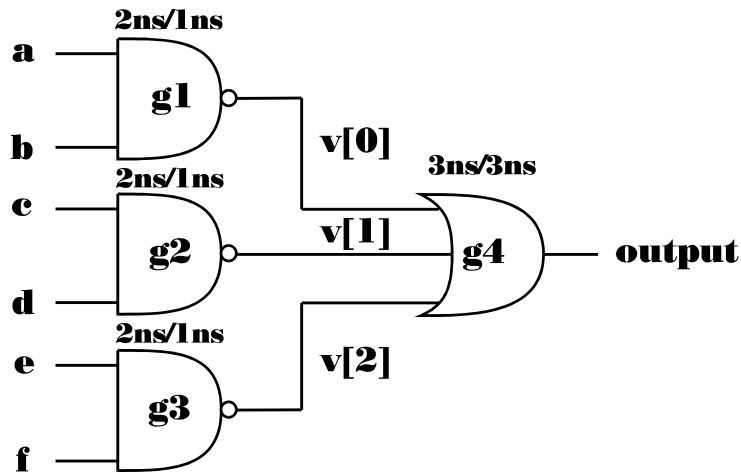 2ns/1ns
a
g1
b
v[0]
2ns/1ns
3ns/3ns
c
v[1]
g2
g4
output
d
2ns/1ns
e
v[2]
g3
f